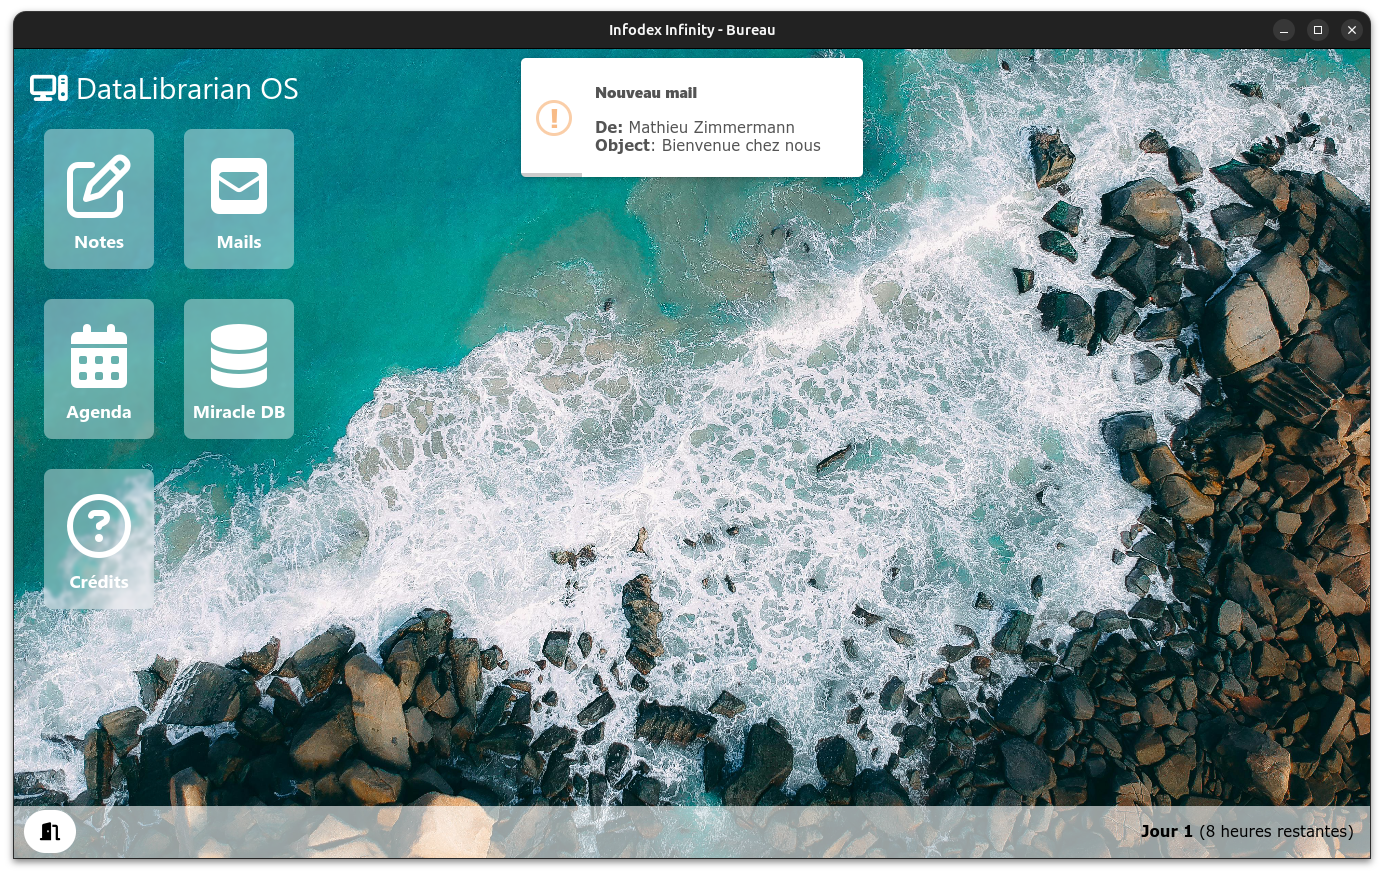 Infodex Infinity - Bureau
DataLibrarian OS
Nouveau mail
De: Mathieu Zimmermann
Object: Bienvenue chez nous
Notes
Mails
Agenda
Miracle DB
Crédits
Jour 1 (8 heures restantes)